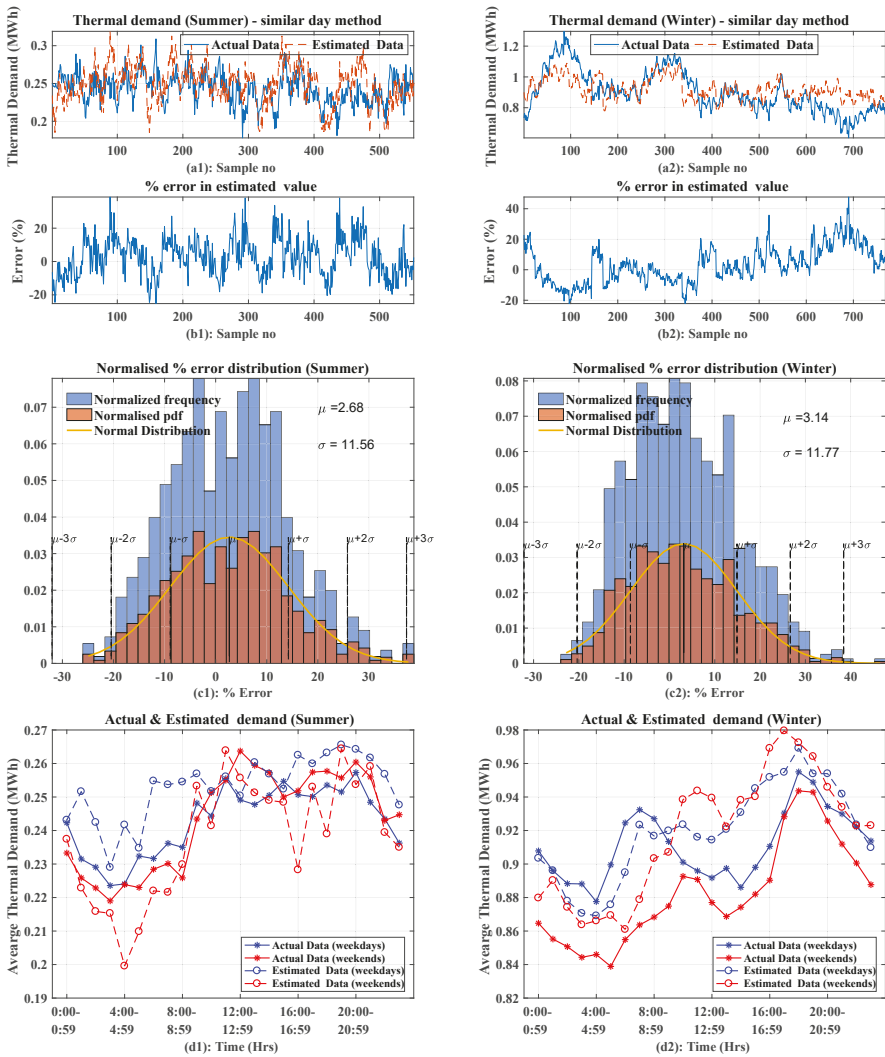 Thermal demand (Summer) - similar day method
Thermal Demand (MWh)
0.3
0.25
0.2
Actual Data
Estimated Data
100
200
300
400
500
(a1): Sample no
Thermal demand (Winter) - similar day method
Thermal Demand (MWh)
1.2
1
0.8
Actual Data
Estimated Data
100
200
300
400
500
600
700
(a2): Sample no
% error in estimated value
Error (%)
20
0
-20
100
200
300
400
500
(b1): Sample no
% error in estimated value
Error (%)
40
20
0
-20
100
200
300
400
500
600
700
(b2): Sample no
Normalised % error distribution (Summer)
Normalized frequency
Normalised pdf
Normal Distribution
μ =2.68
σ = 11.56
0.07
0.06
0.05
0.04
0.03
0.02
0.01
0
μ-3σ
μ-2σ
μ-σ
μ
μ+σ
μ+2σ
μ+3σ
-30
-20
-10
0
10
20
30
(c1): % Error
Normalised % error distribution (Winter)
Normalized frequency
Normalised pdf
Normal Distribution
μ =3.14
σ = 11.77
0.08
0.07
0.06
0.05
0.04
0.03
0.02
0.01
0
μ-3σ
μ-2σ
μ-σ
μ
μ+σ
μ+2σ
μ+3σ
-30
-20
-10
0
10
20
30
40
(c2): % Error
Actual & Estimated demand (Summer)
Avearge Thermal Demand (MWh)
0.27
0.26
0.25
0.24
0.23
0.22
0.21
0.2
0.19
Actual Data (weekdays)
Actual Data (weekends)
Estimated Data (weekdays)
Estimated Data (weekends)
0:00-
4:00-
8:00-
12:00-
16:00-
20:00-
0:59
4:59
8:59
12:59
16:59
20:59
(d1): Time (Hrs)
Actual & Estimated demand (Winter)
Avearge Thermal Demand (MWh)
0.98
0.96
0.94
0.92
0.9
0.88
0.86
0.84
0.82
Actual Data (weekdays)
Actual Data (weekends)
Estimated Data (weekdays)
Estimated Data (weekends)
0:00-
4:00-
8:00-
12:00-
16:00-
20:00-
0:59
4:59
8:59
12:59
16:59
20:59
(d2): Time (Hrs)